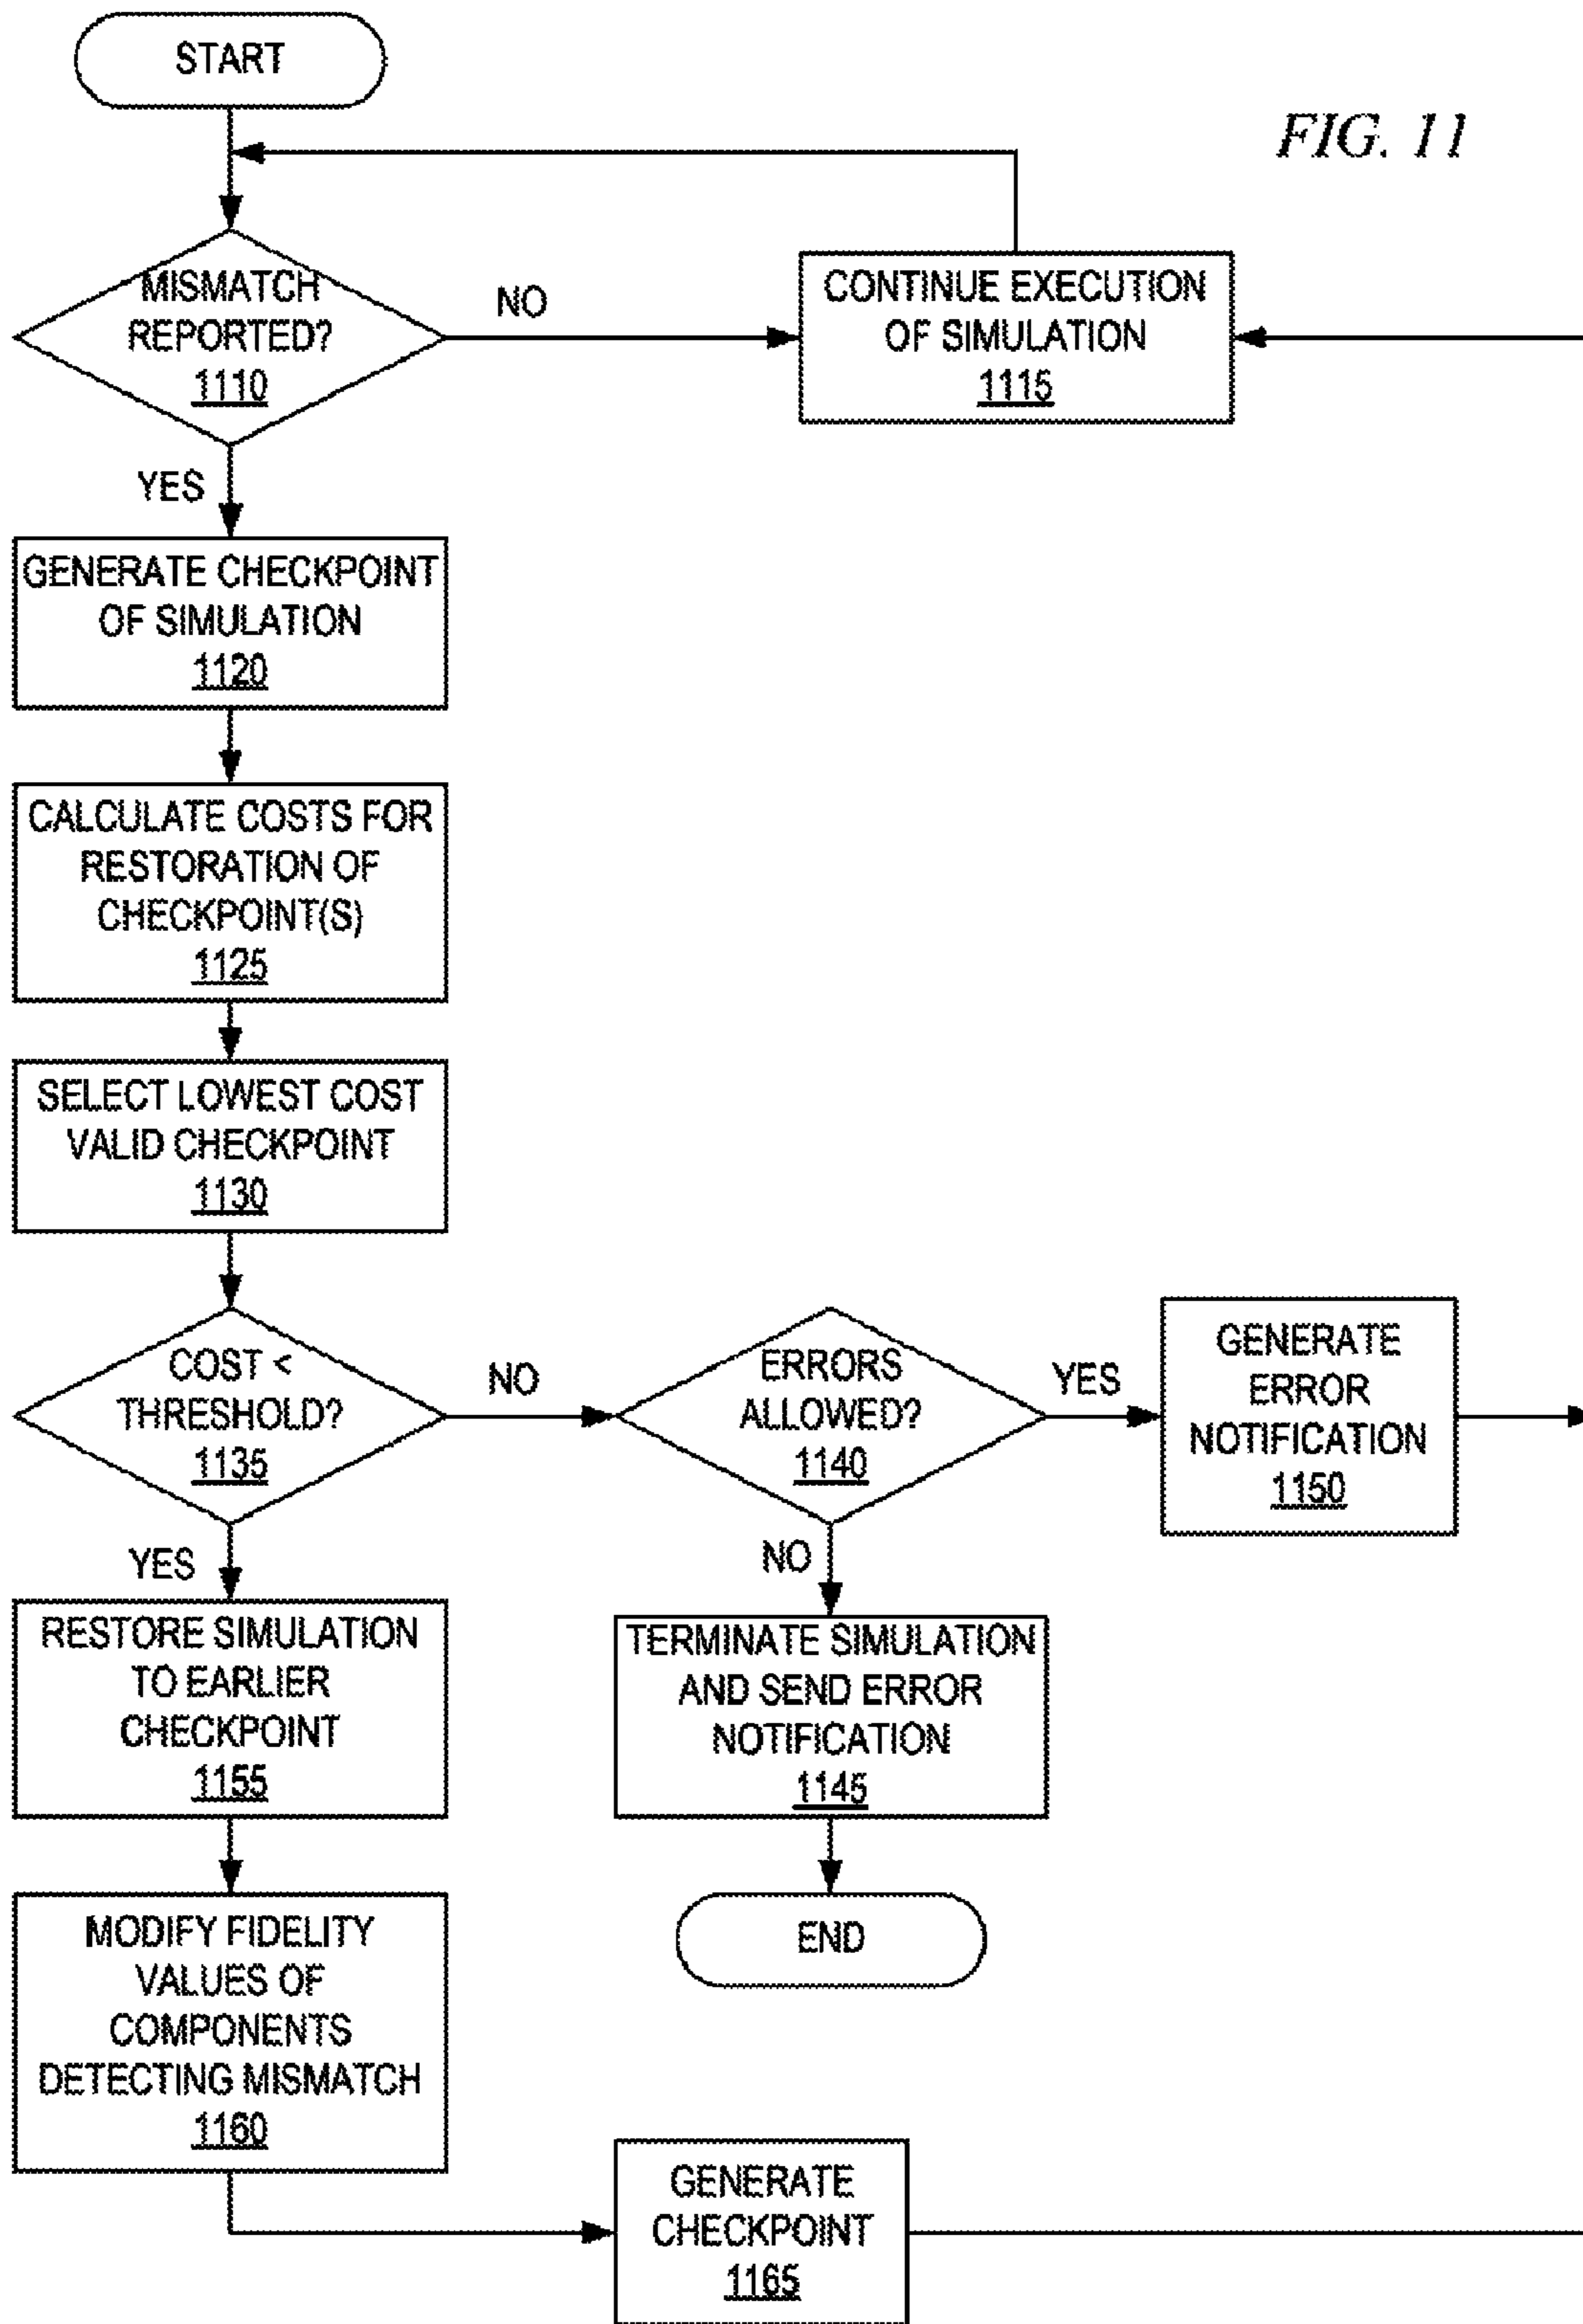 START
FIG. 11
MISMATCH
REPORTED?
1110
NO
CONTINUE EXECUTION
OF SIMULATION
1115
YES
GENERATE CHECKPOINT
OF SIMULATION
1120
CALCULATE COSTS FOR
RESTORATION OF
CHECKPOINT(S)
1125
SELECT LOWEST COST
VALID CHECKPOINT
1130
COST <
THRESHOLD?
1135
NO
ERRORS
ALLOWED?
1140
YES
GENERATE
ERROR
NOTIFICATION
1150
YES
RESTORE SIMULATION
TO EARLIER
CHECKPOINT
1155
NO
TERMINATE SIMULATION
AND SEND ERROR
NOTIFICATION
1145
END
MODIFY FIDELITY
VALUES OF
COMPONENTS
DETECTING MISMATCH
1160
GENERATE
CHECKPOINT
1165